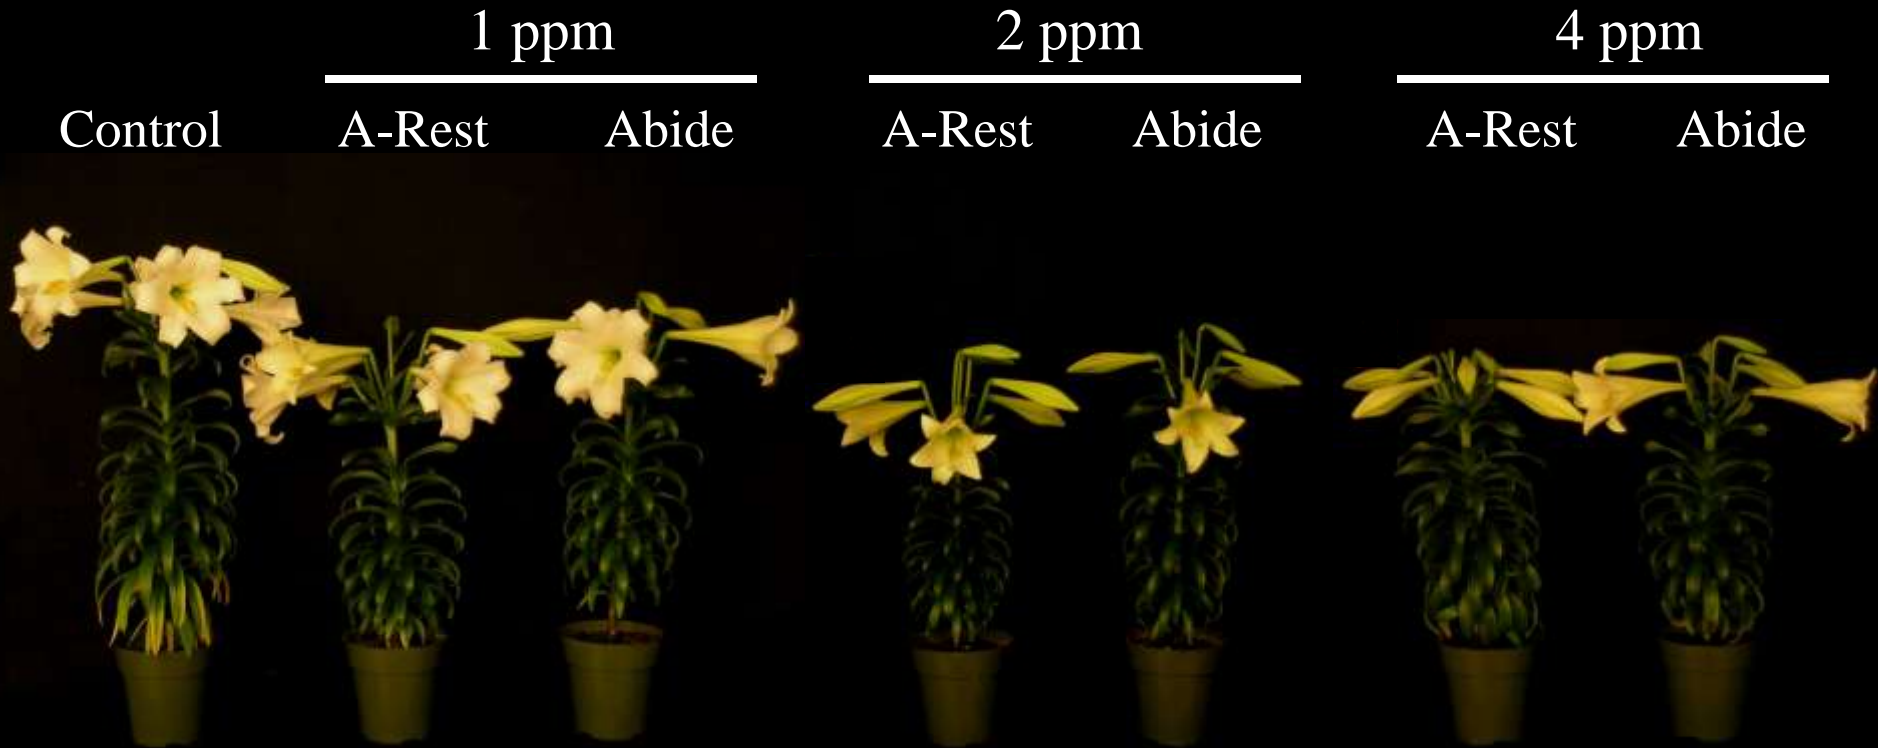 1 ppm 2 ppm 4 ppm
Control A-Rest Abide A-Rest Abide A-Rest Abide